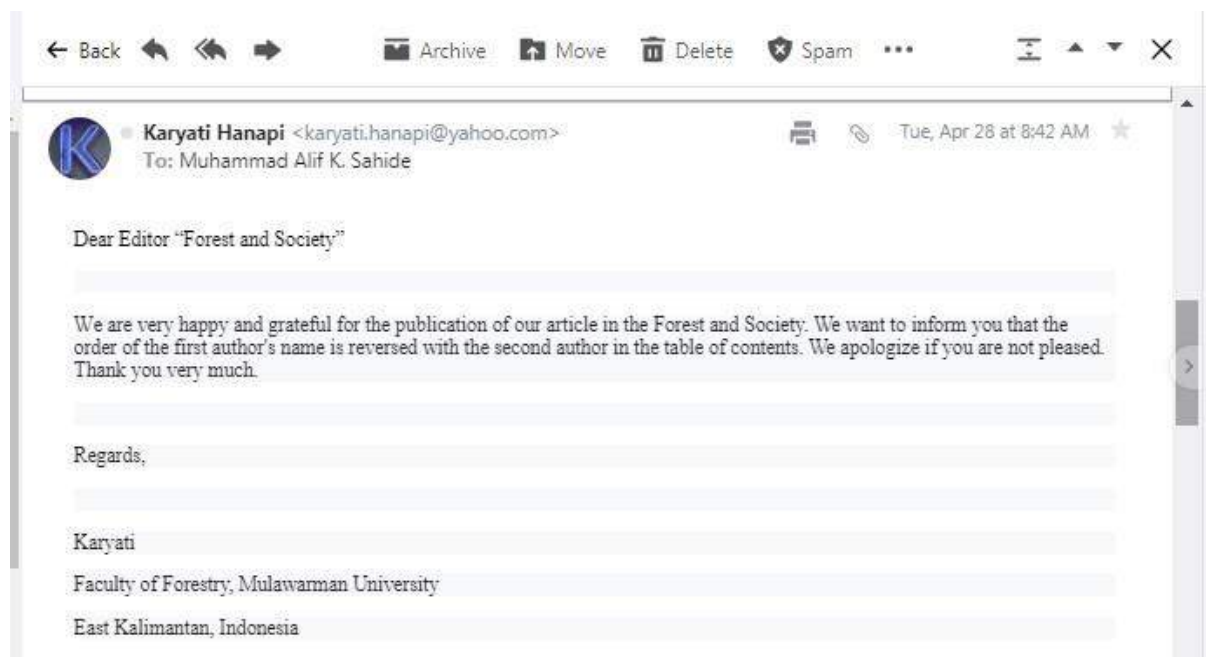 Back Archive Move Delete Spam
K Karyati Hanapi <karyati.hanapi@yahoo.com> Tue, Apr 28 at 8:42 AM
To: Muhammad Alif K. Sahide
Dear Editor “Forest and Society”
We are very happy and grateful for the publication of our article in the Forest and Society. We want to inform you that the
order of the first author's name is reversed with the second author in the table of contents. We apologize if you are not pleased.
Thank you very much.
Regards,
Karyati
Faculty of Forestry, Mulawarman University
East Kalimantan, Indonesia